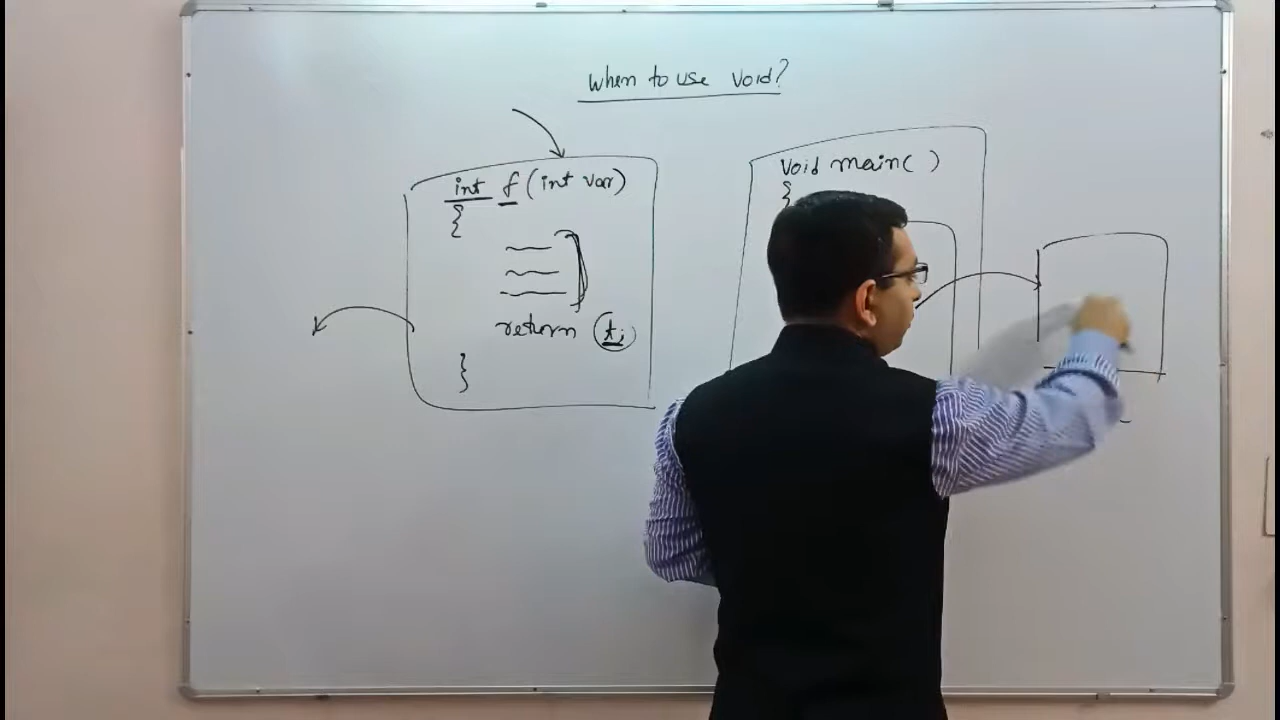 When to use Void?
int f (int var)
{
return t;
}
Void main( )
{